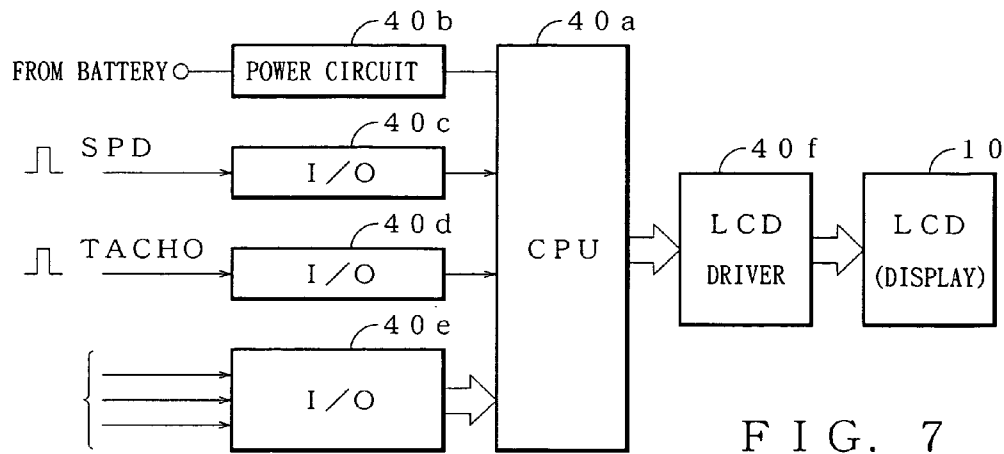 40b
40a
FROM BATTERY
POWER CIRCUIT
40c
SPD
I/O
40f
10
40d
TACHO
I/O
CPU
LCD
DRIVER
LCD
(DISPLAY)
40e
I/O
FIG. 7